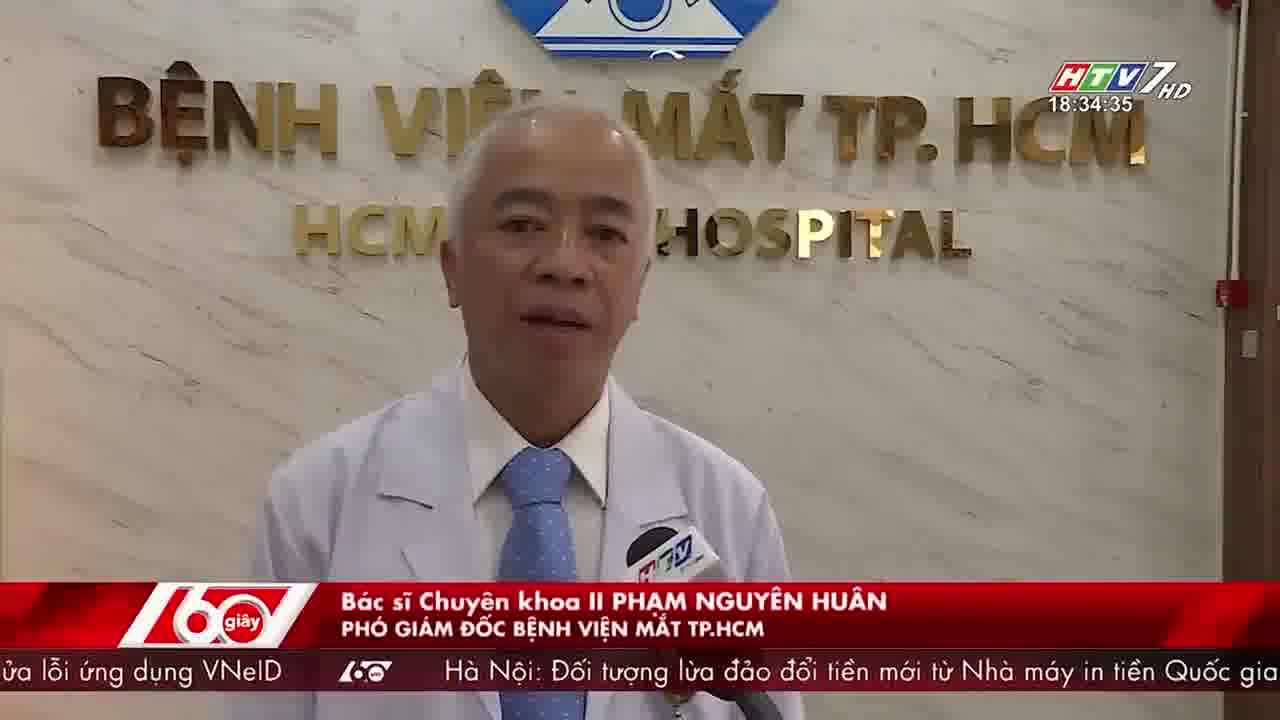 BỆNH VIỆN MẮT TP. HCM
HCM HOSPITAL
HTV7 HD
18:34:35
HTV
60 giây
Bác sĩ Chuyên khoa II PHẠM NGUYÊN HUÂN
PHÓ GIÁM ĐỐC BỆNH VIỆN MẮT TP.HCM
ửa lỗi ứng dụng VNeID 60 Hà Nội: Đối tượng lừa đảo đổi tiền mới từ Nhà máy in tiền Quốc gia